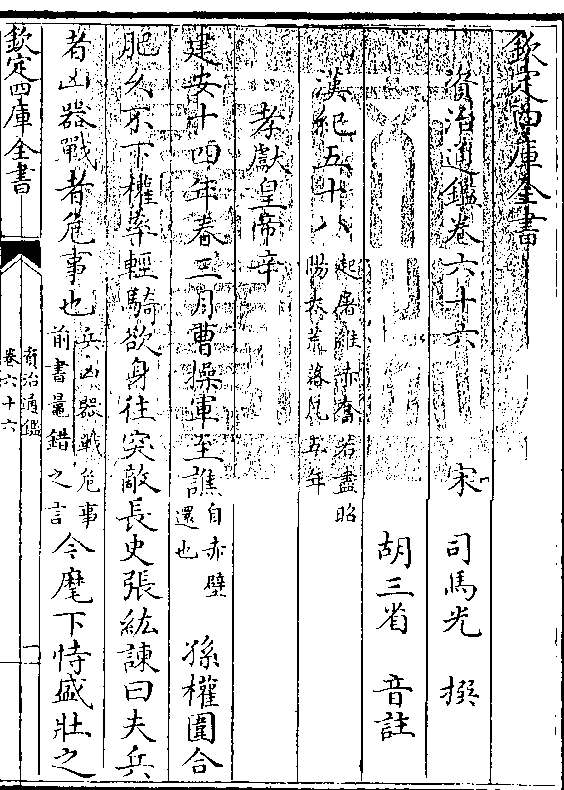 欽定四庫全書
資治通鑑卷六十六 宋 司馬光 撰
胡三省 音註
漢紀五十八 起屠維赤奮若盡昭
陽大荒落凡五年
孝獻皇帝辛
建安十四年春三月曹操軍至譙 自赤壁
還也 孫權圍合
肥久不下權率輕騎欲身往突敵長史張紘諫曰夫兵
者凶器戰者危事也 兵凶器戰危事
前書鼂錯之言 今麾下恃盛壯之
欽定四庫全書
資治通鑑
卷六十六
一